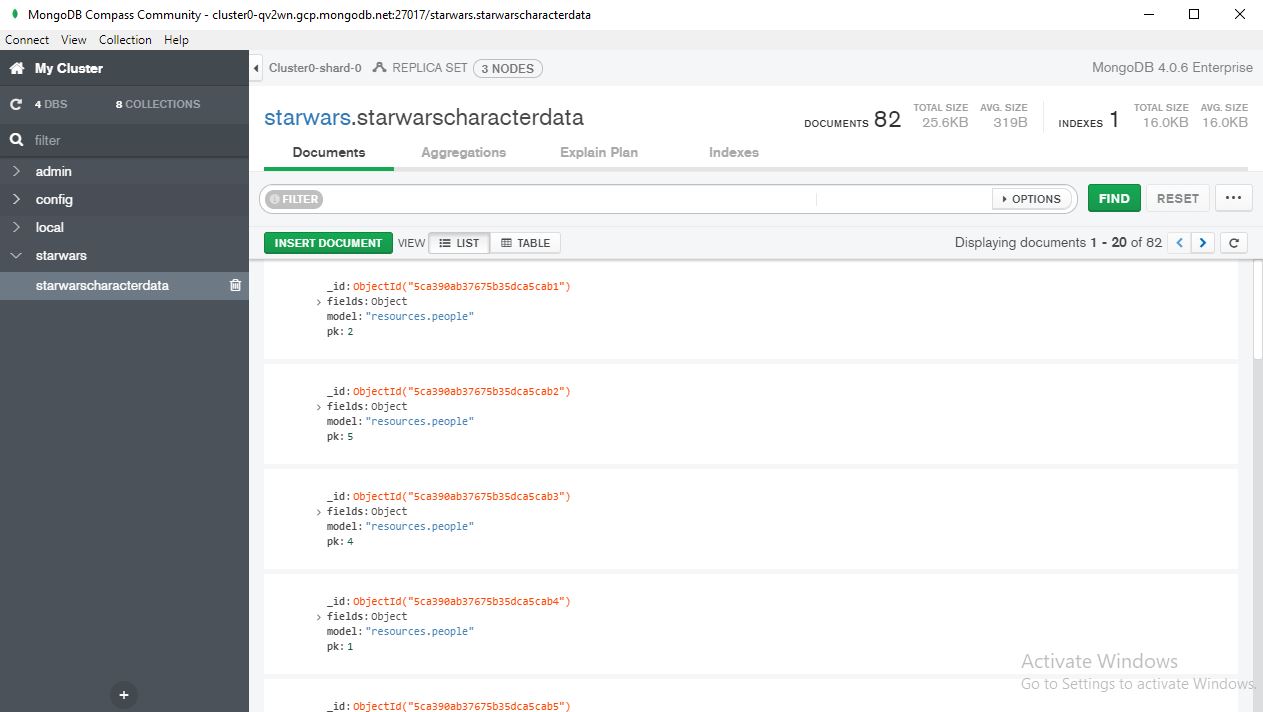 MongoDB Compass Community - cluster0-qv2wn.gcp.mongodb.net:27017/starwars.starwarscharacterdata
Connect View Collection Help
My Cluster
4 DBS 8 COLLECTIONS
filter
admin
config
local
starwars
starwarscharacterdata
Cluster0-shard-0 REPLICA SET 3 NODES MongoDB 4.0.6 Enterprise
starwars.starwarscharacterdata
DOCUMENTS 82 TOTAL SIZE 25.6KB AVG. SIZE 319B INDEXES 1 TOTAL SIZE 16.0KB AVG. SIZE 16.0KB
Documents Aggregations Explain Plan Indexes
FILTER OPTIONS FIND RESET ...
INSERT DOCUMENT VIEW LIST TABLE Displaying documents 1 - 20 of 82
_id: ObjectId("5ca390ab37675b35dca5cab1")
fields: Object
model: "resources.people"
pk: 2
_id: ObjectId("5ca390ab37675b35dca5cab2")
fields: Object
model: "resources.people"
pk: 5
_id: ObjectId("5ca390ab37675b35dca5cab3")
fields: Object
model: "resources.people"
pk: 4
_id: ObjectId("5ca390ab37675b35dca5cab4")
fields: Object
model: "resources.people"
pk: 1
_id: ObjectId("5ca390ab37675b35dca5cab5")
Activate Windows
Go to Settings to activate Windows.